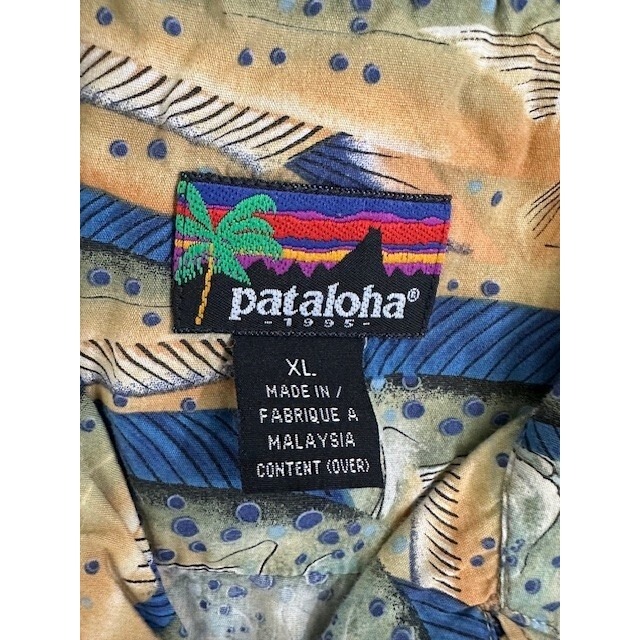 pataloha®
-1995-
XL.
MADE IN /
FABRIQUE A
MALAYSIA
CONTENT (OVER)